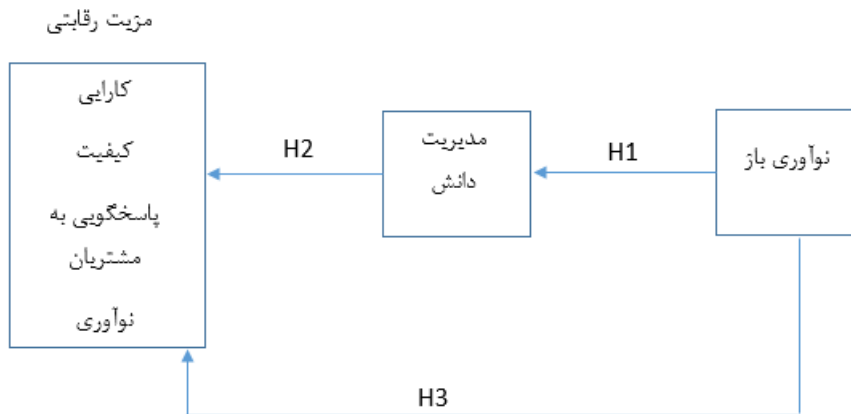 مزیت رقابتی
کارایی
کیفیت
پاسخگویی به
مشتریان
نوآوری
H2
مدیریت
دانش
H1
نوآوری باز
H3